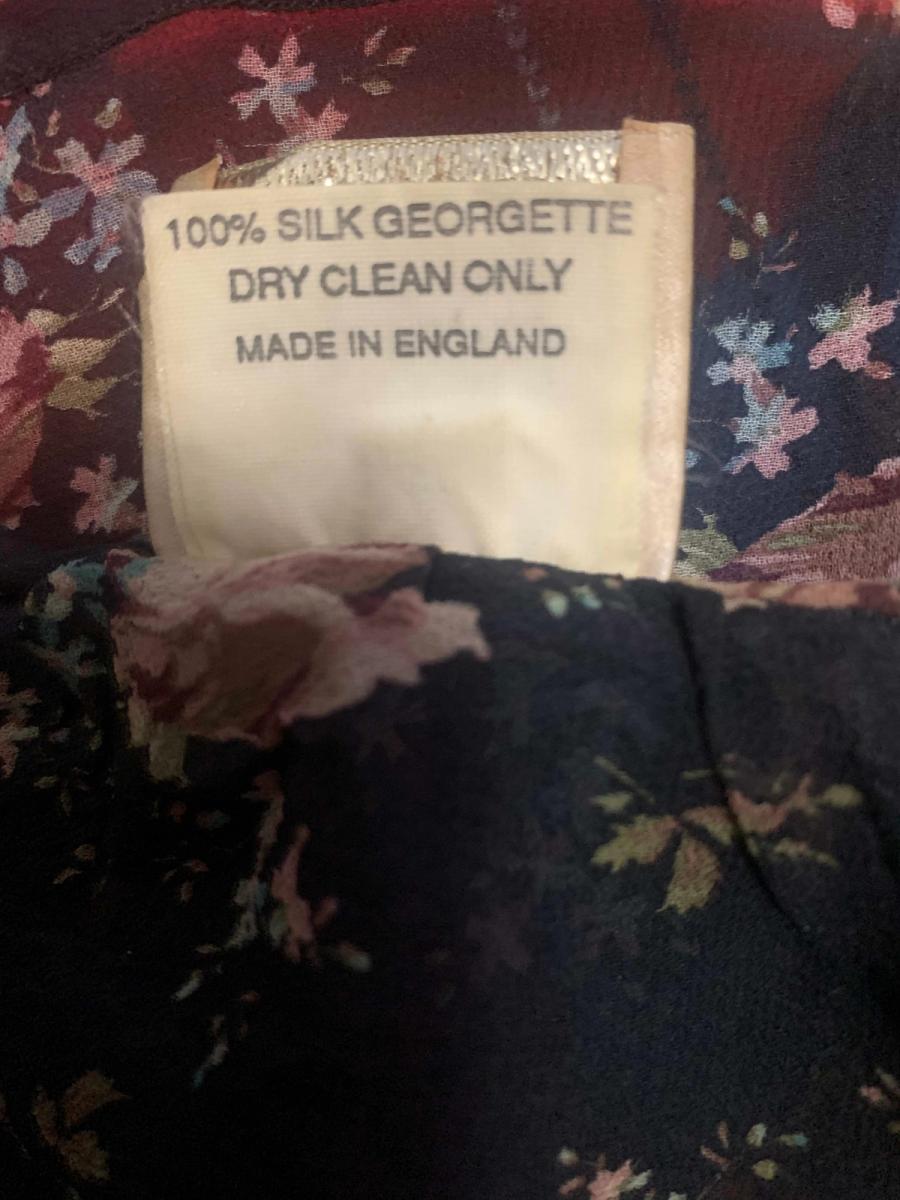 100% SILK GEORGETTE
DRY CLEAN ONLY
MADE IN ENGLAND